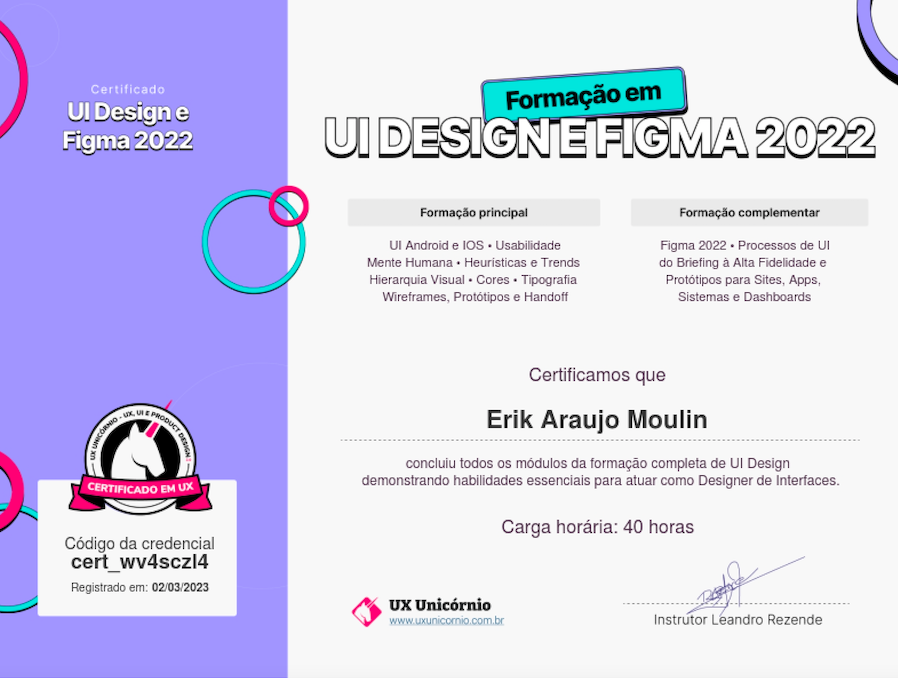 Certificado
UI Design e
Figma 2022
Formação em
UI DESIGN E FIGMA 2022
Formação principal
UI Android e IOS • Usabilidade
Mente Humana • Heurísticas e Trends
Hierarquia Visual • Cores • Tipografia
Wireframes, Protótipos e Handoff
Formação complementar
Figma 2022 • Processos de UI
do Briefing à Alta Fidelidade e
Protótipos para Sites, Apps,
Sistemas e Dashboards
Certificamos que
Erik Araujo Moulin
concluiu todos os módulos da formação completa de UI Design
demonstrando habilidades essenciais para atuar como Designer de Interfaces.
Carga horária: 40 horas
UX UNICÓRNIO - UX, UI E PRODUCT DESIGN
CERTIFICADO EM UX
Código da credencial
cert_wv4sczl4
Registrado em: 02/03/2023
UX Unicórnio
www.uxunicornio.com.br
Instrutor Leandro Rezende